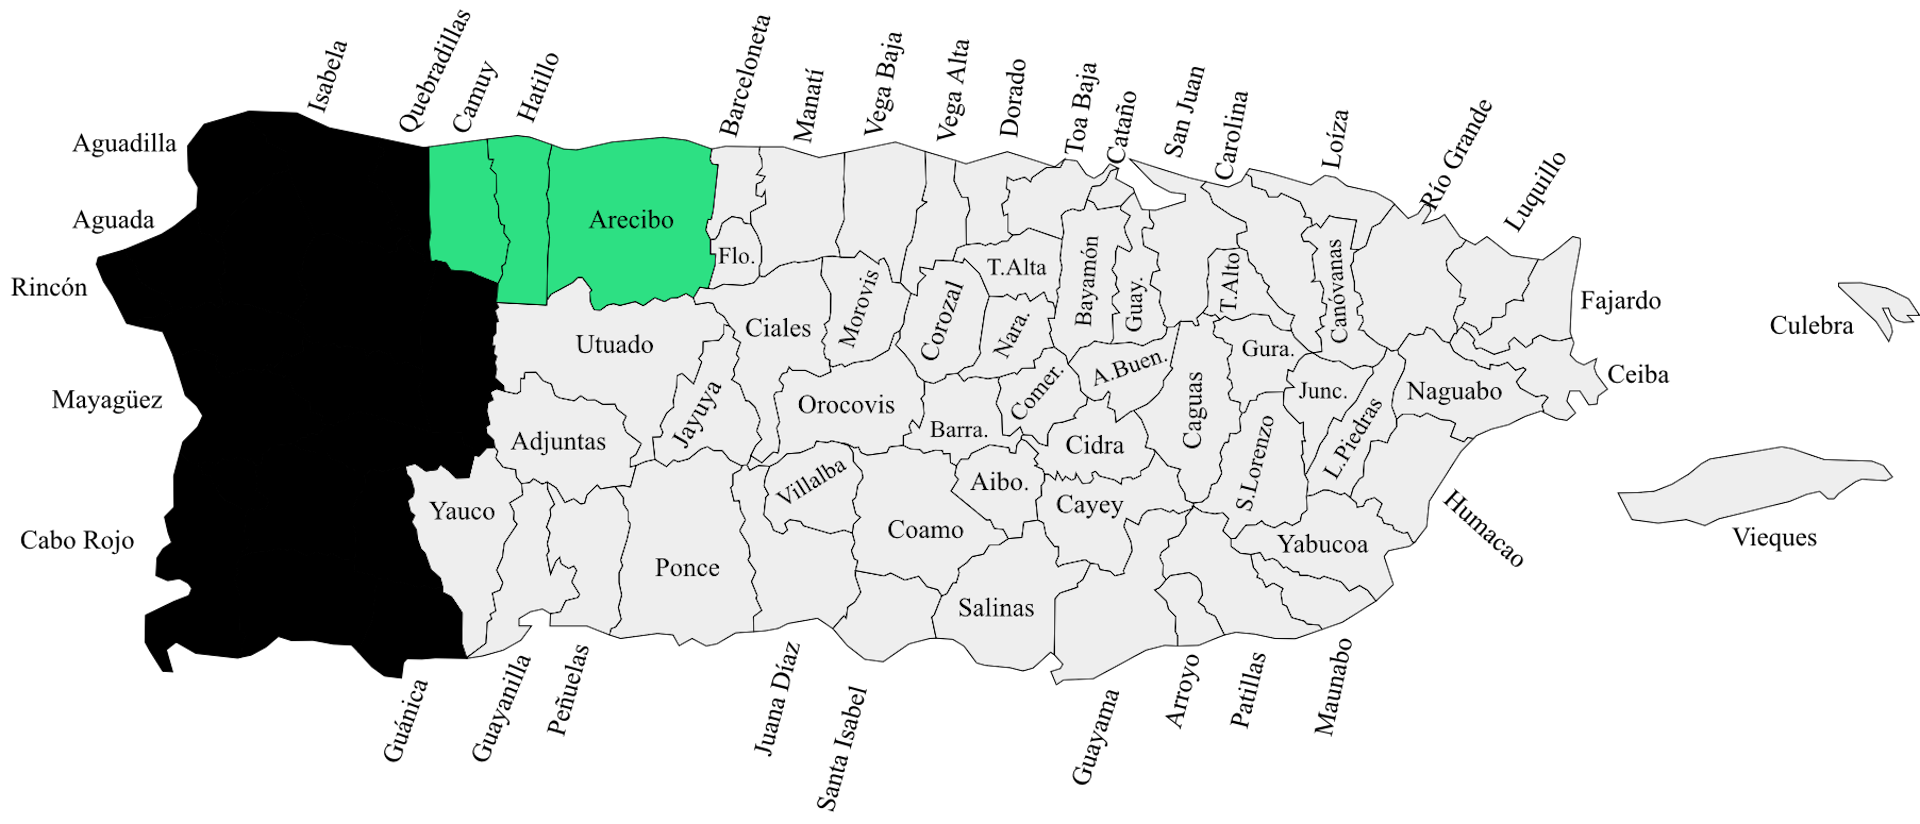 Isabela
Quebradillas
Camuy
Hatillo
Barceloneta
Manatí
Vega Baja
Vega Alta
Dorado
Toa Baja
Cataño
San Juan
Carolina
Loíza
Río Grande
Luquillo
Aguadilla
Aguada
Rincón
Mayagüez
Cabo Rojo
Arecibo
Flo.
T.Alta
Bayamón
Guay.
T.Alto
Canóvanas
Fajardo
Culebra
Ceiba
Utuado
Ciales
Morovis
Corozal
Nara.
A.Buen.
Gura.
Junc.
Naguabo
Jayuya
Orocovis
Comer.
Caguas
L.Piedras
Adjuntas
Barra.
Cidra
S.Lorenzo
Villalba
Aibo.
Yauco
Coamo
Cayey
Yabucoa
Humacao
Vieques
Ponce
Salinas
Guánica
Guayanilla
Peñuelas
Juana Díaz
Santa Isabel
Guayama
Arroyo
Patillas
Maunabo